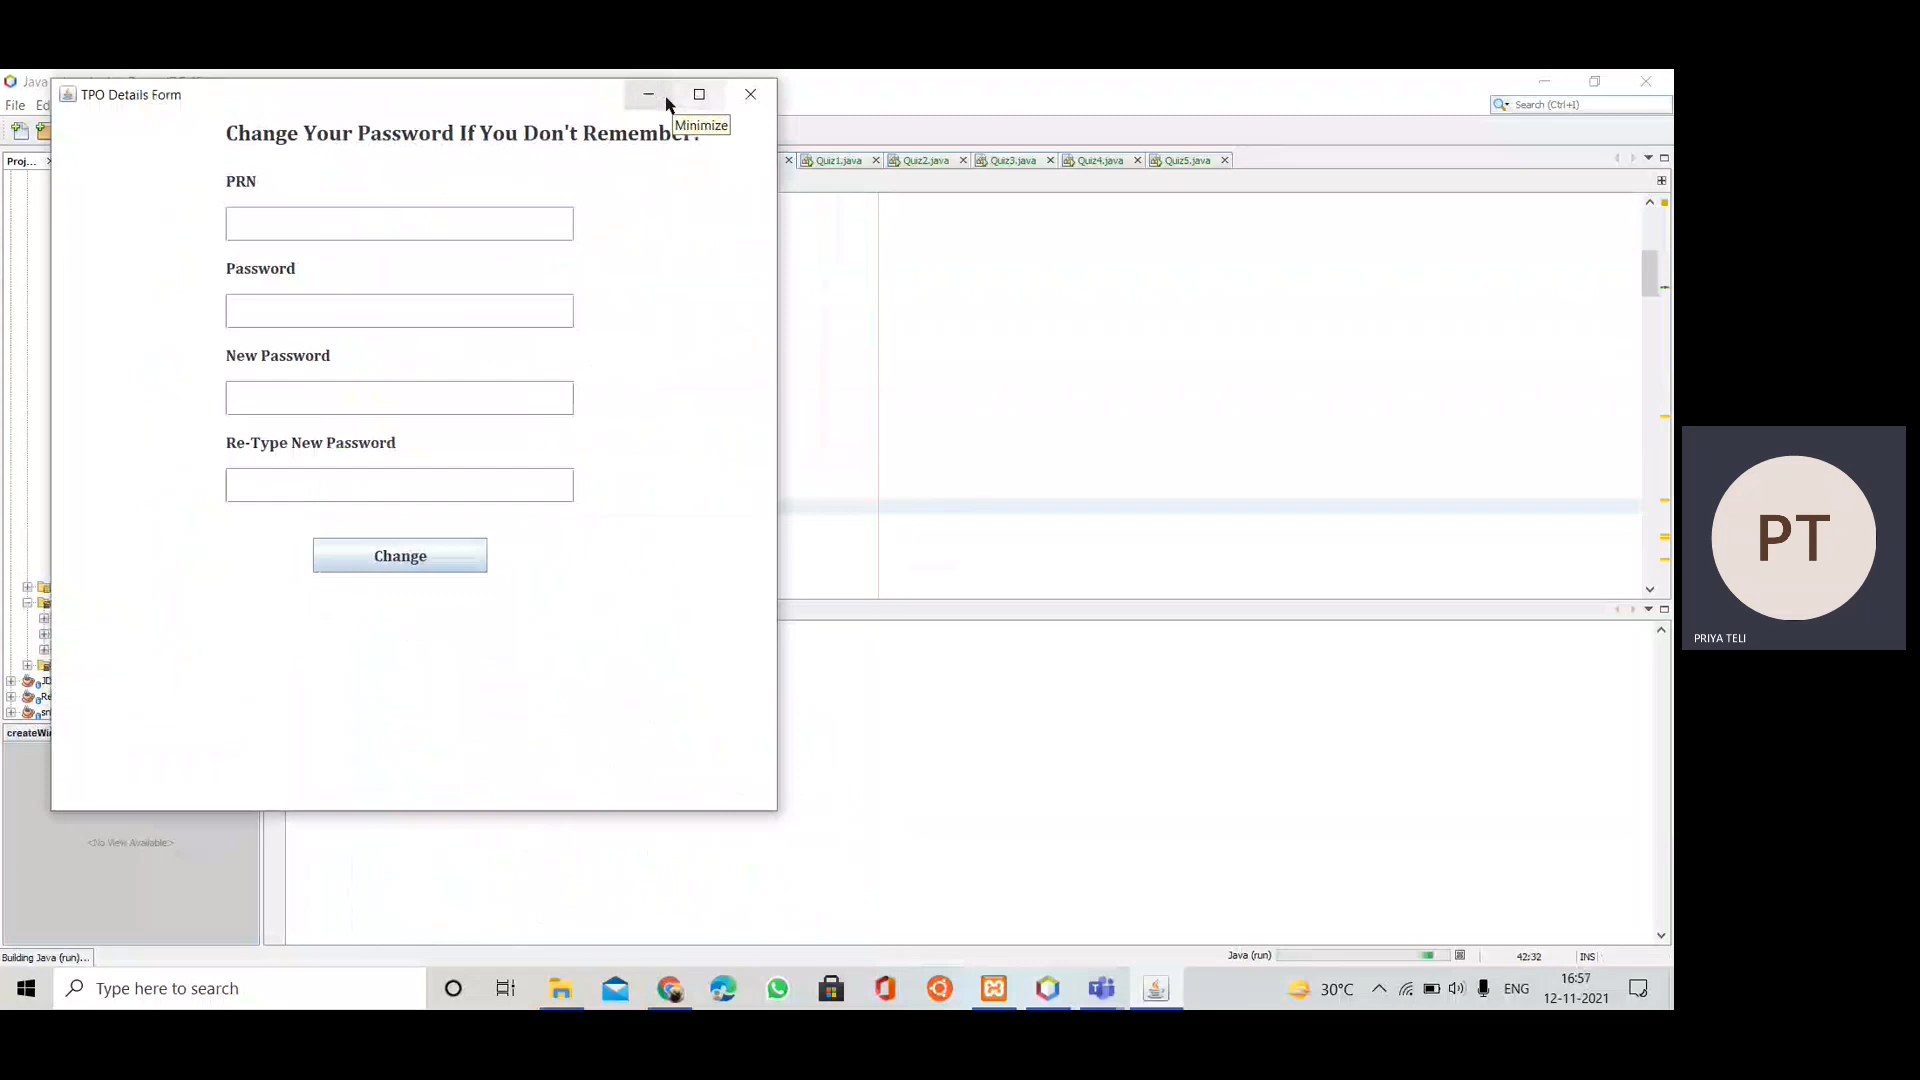 Java
TPO Details Form
File Ed
Search (Ctrl+I)
Change Your Password If You Don't Remember
Minimize
Proj...
Quiz1.java
Quiz2.java
Quiz3.java
Quiz4.java
Quiz5.java
PRN
Password
New Password
Re-Type New Password
Change
PT
PRIYA TELI
JD
Re
createWi
<No View Available>
Building Java (run)...
Java (run)
42:32
INS
Type here to search
30°C
ENG
16:57
12-11-2021